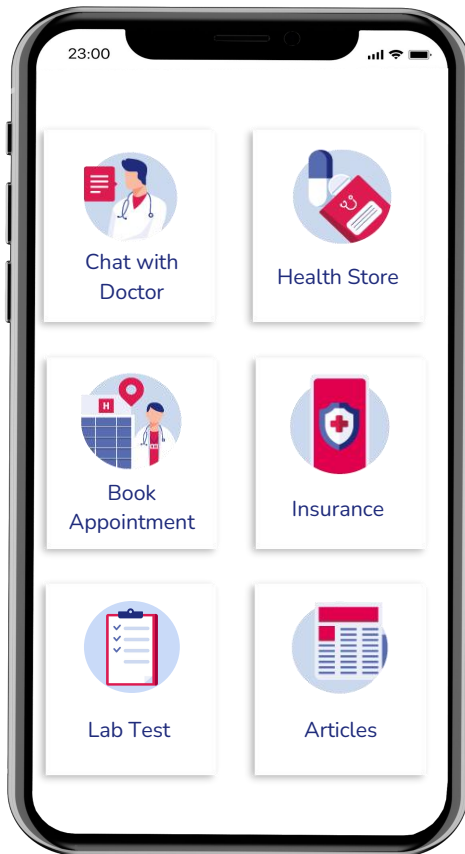 23:00
Chat with
Doctor
Health Store
H
Book
Appointment
Insurance
Lab Test
Articles